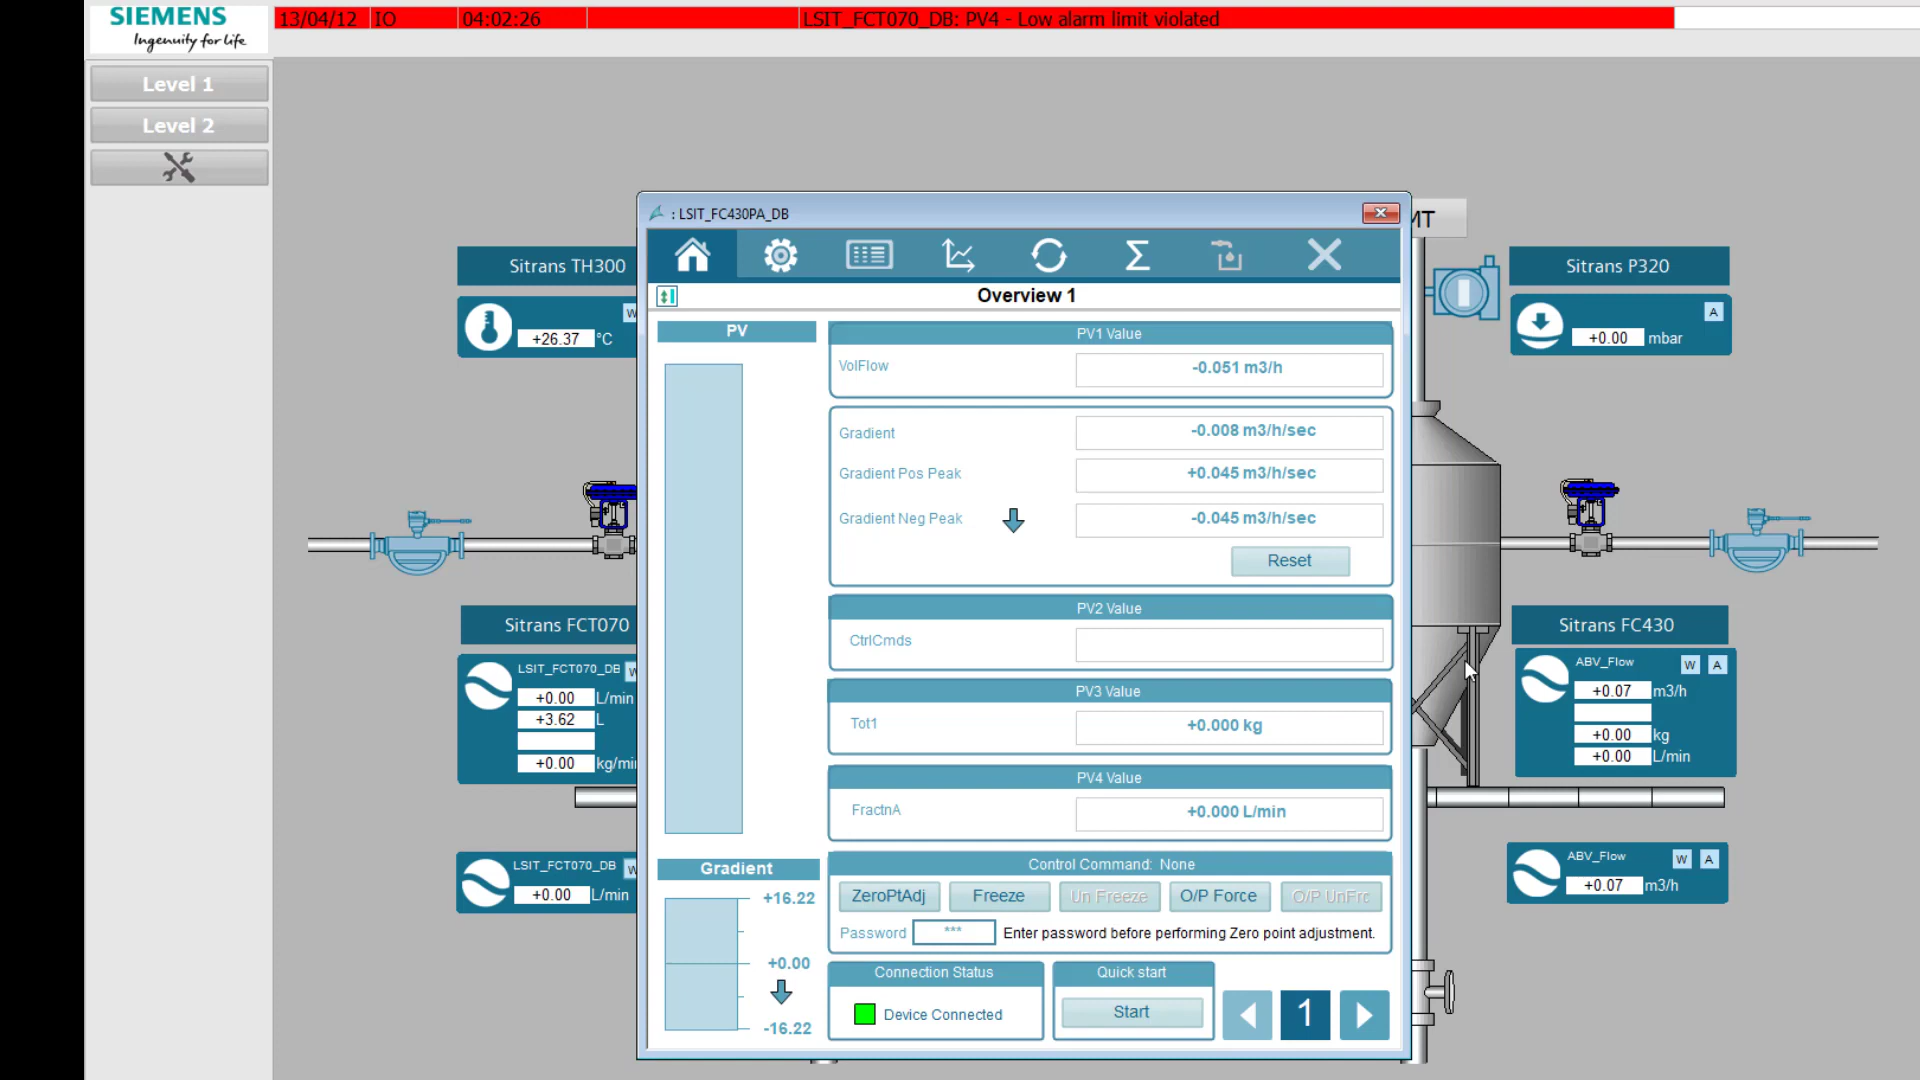 SIEMENS
Ingenuity for life
13/04/12 IO 04:02:26 LSIT_FCT070_DB: PV4 - Low alarm limit violated
Level 1
Level 2
: LSIT_FC430PA_DB
Overview 1
PV
PV1 Value
VolFlow -0.051 m3/h
Gradient -0.008 m3/h/sec
Gradient Pos Peak +0.045 m3/h/sec
Gradient Neg Peak -0.045 m3/h/sec
Reset
PV2 Value
CtrlCmds
PV3 Value
Tot1 +0.000 kg
PV4 Value
FractnA +0.000 L/min
Gradient
+16.22
+0.00
-16.22
Control Command: None
ZeroPtAdj Freeze Un Freeze O/P Force O/P UnFrc
Password *** Enter password before performing Zero point adjustment.
Connection Status
Device Connected
Quick start
Start
1
Sitrans TH300
W
+26.37 °C
Sitrans FCT070
LSIT_FCT070_DB W
+0.00 L/min
+3.62 L
+0.00 kg/mi
LSIT_FCT070_DB W
+0.00 L/min
MT
Sitrans P320
A
+0.00 mbar
Sitrans FC430
ABV_Flow W A
+0.07 m3/h
+0.00 kg
+0.00 L/min
ABV_Flow W A
+0.07 m3/h